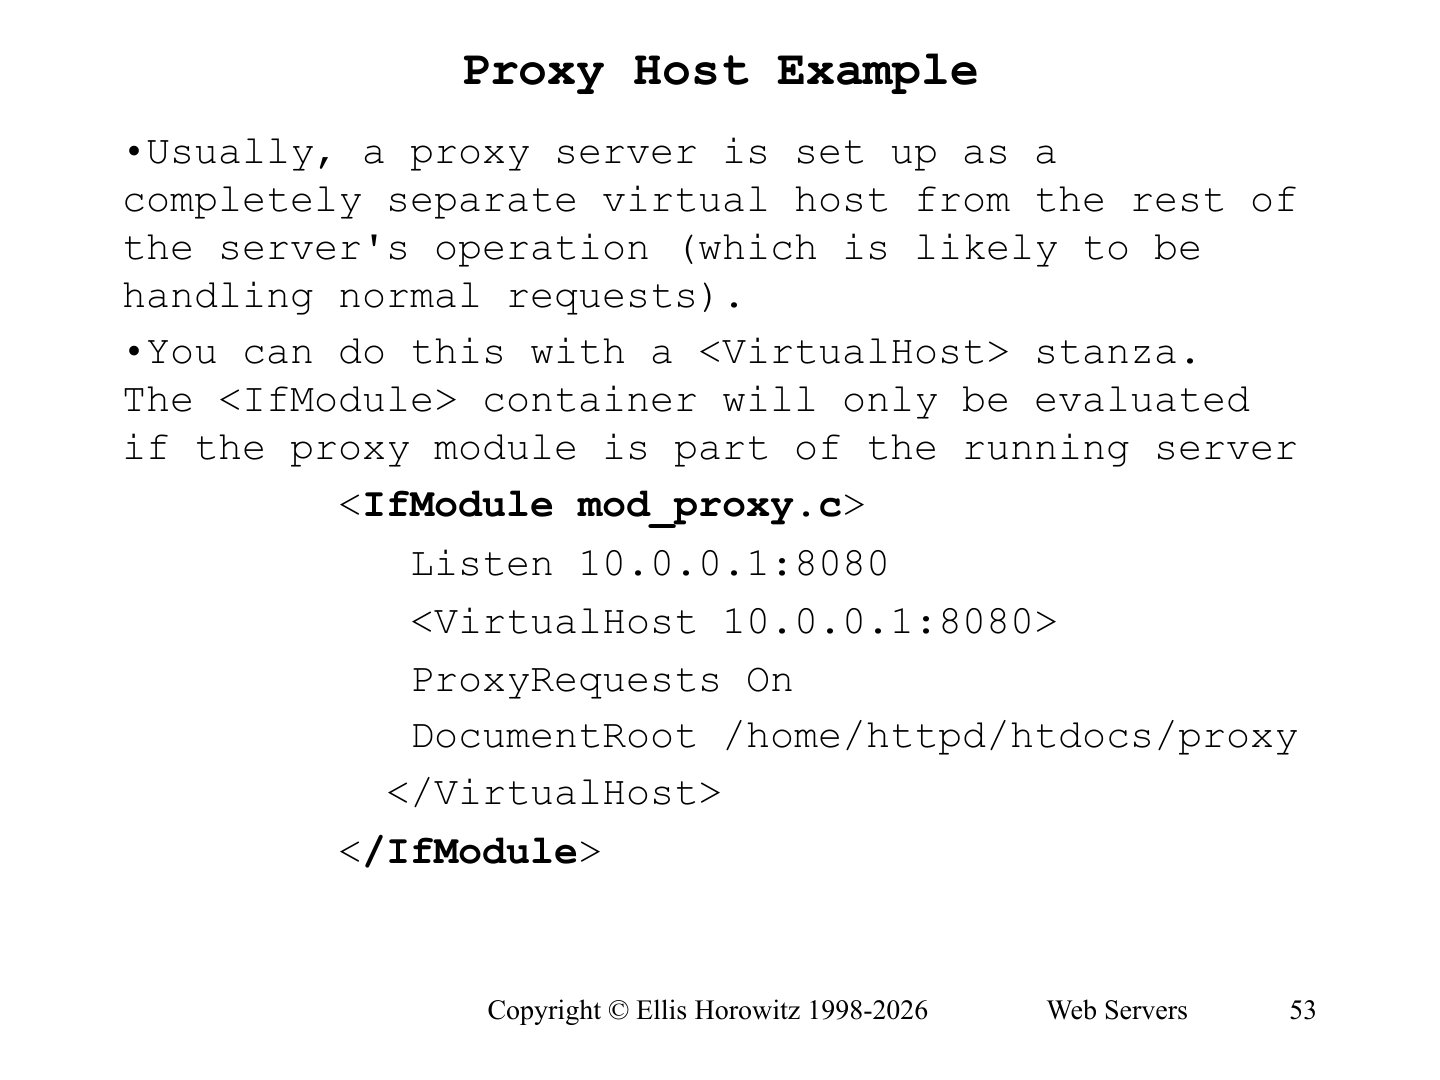 Proxy Host Example
•Usually, a proxy server is set up as a
completely separate virtual host from the rest of
the server's operation (which is likely to be
handling normal requests).
•You can do this with a <VirtualHost> stanza.
The <IfModule> container will only be evaluated
if the proxy module is part of the running server
<IfModule mod_proxy.c>
Listen 10.0.0.1:8080
<VirtualHost 10.0.0.1:8080>
ProxyRequests On
DocumentRoot /home/httpd/htdocs/proxy
</VirtualHost>
</IfModule>
Copyright © Ellis Horowitz 1998-2026 Web Servers 53